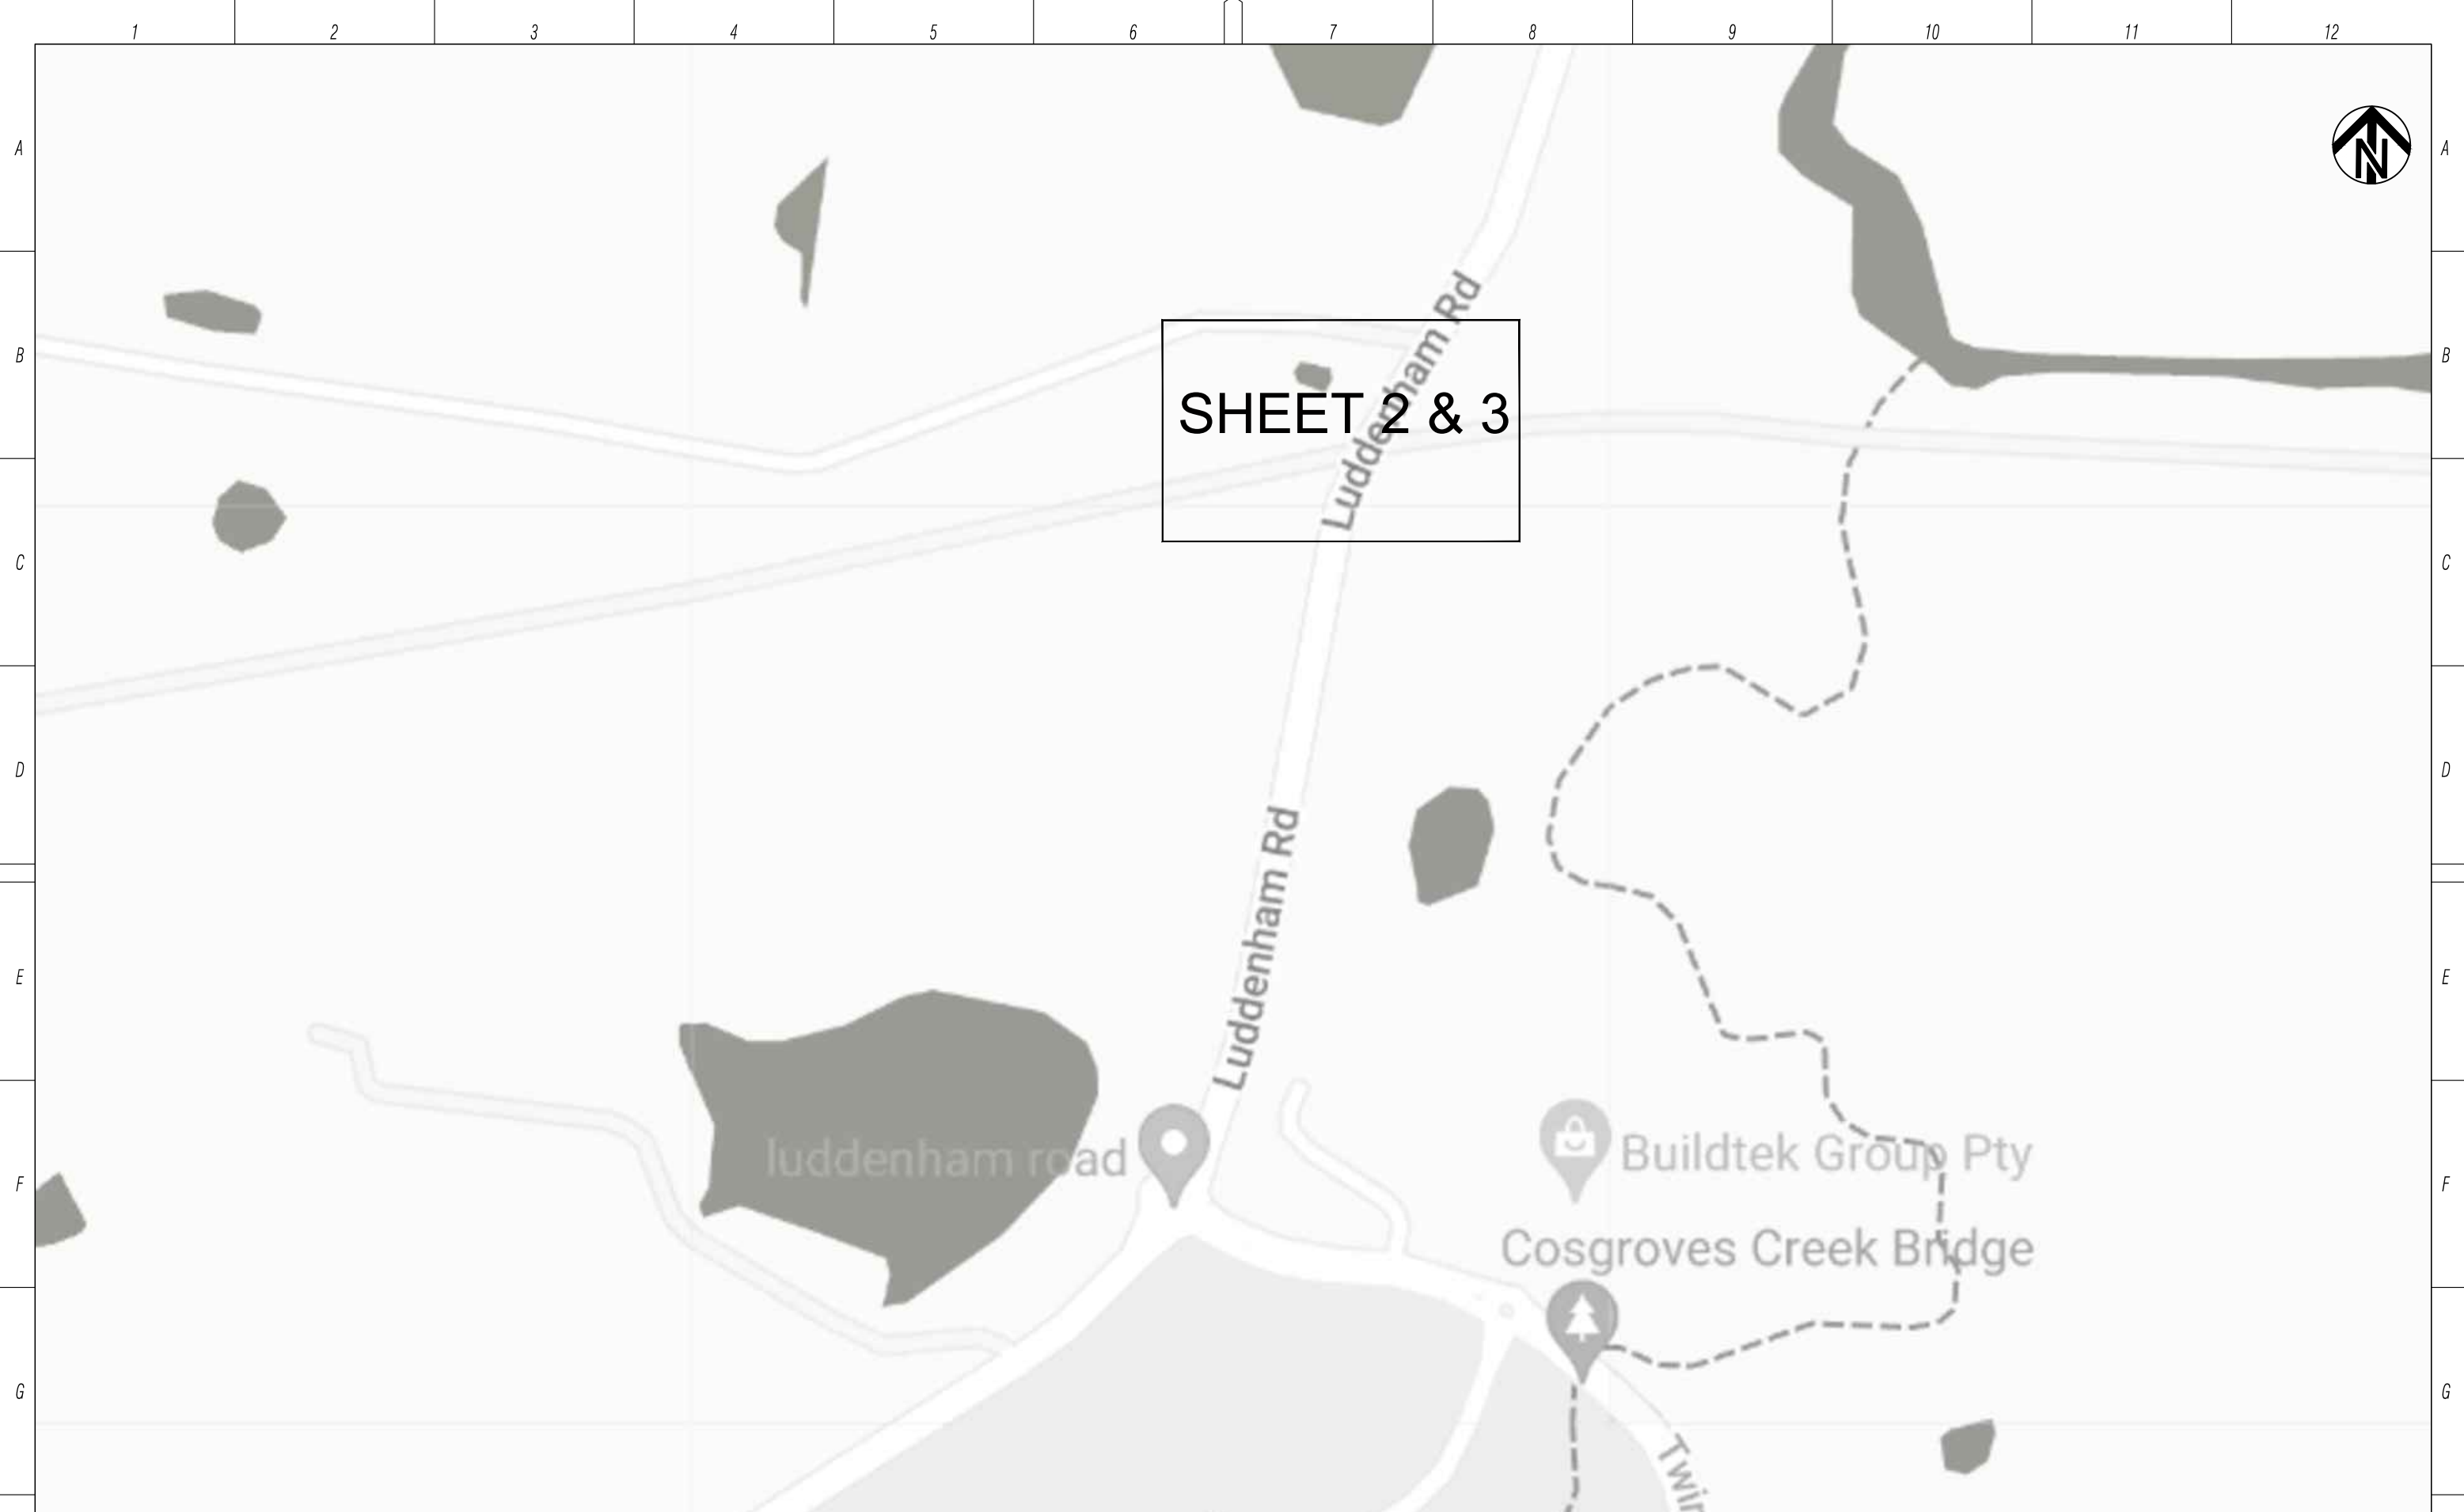 1 2 3 4 5 6 7 8 9 10 11 12
A A
N
Luddenham Rd
B B
SHEET 2 & 3
C C
D D
Luddenham Rd
E E
luddenham road
Buildtek Group Pty
F F
Cosgroves Creek Bridge
G G